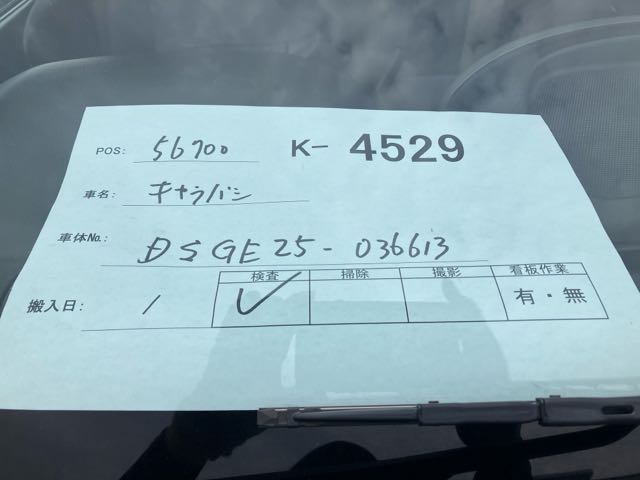 POS: 56700 K- 4529
車名: キャラバン
車体No.: DSGE25-036613
検査 掃除 撮影 看板作業
搬入日: / ✓ 有・無